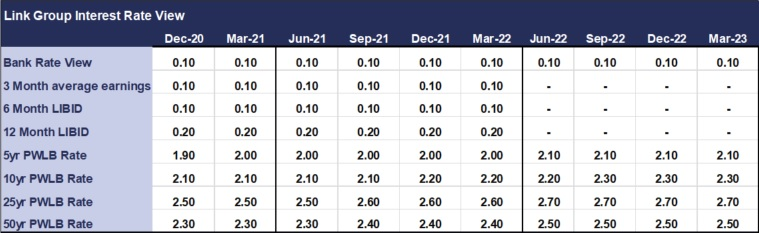 Link Group Interest Rate View
Dec-20 Mar-21 Jun-21 Sep-21 Dec-21 Mar-22 Jun-22 Sep-22 Dec-22 Mar-23
Bank Rate View 0.10 0.10 0.10 0.10 0.10 0.10 0.10 0.10 0.10 0.10
3 Month average earnings 0.10 0.10 0.10 0.10 0.10 0.10 - - - -
6 Month LIBID 0.10 0.10 0.10 0.10 0.10 0.10 - - - -
12 Month LIBID 0.20 0.20 0.20 0.20 0.20 0.20 - - - -
5yr PWLB Rate 1.90 2.00 2.00 2.00 2.00 2.00 2.10 2.10 2.10 2.10
10yr PWLB Rate 2.10 2.10 2.10 2.10 2.20 2.20 2.20 2.30 2.30 2.30
25yr PWLB Rate 2.50 2.50 2.50 2.60 2.60 2.60 2.70 2.70 2.70 2.70
50yr PWLB Rate 2.30 2.30 2.30 2.40 2.40 2.40 2.50 2.50 2.50 2.50